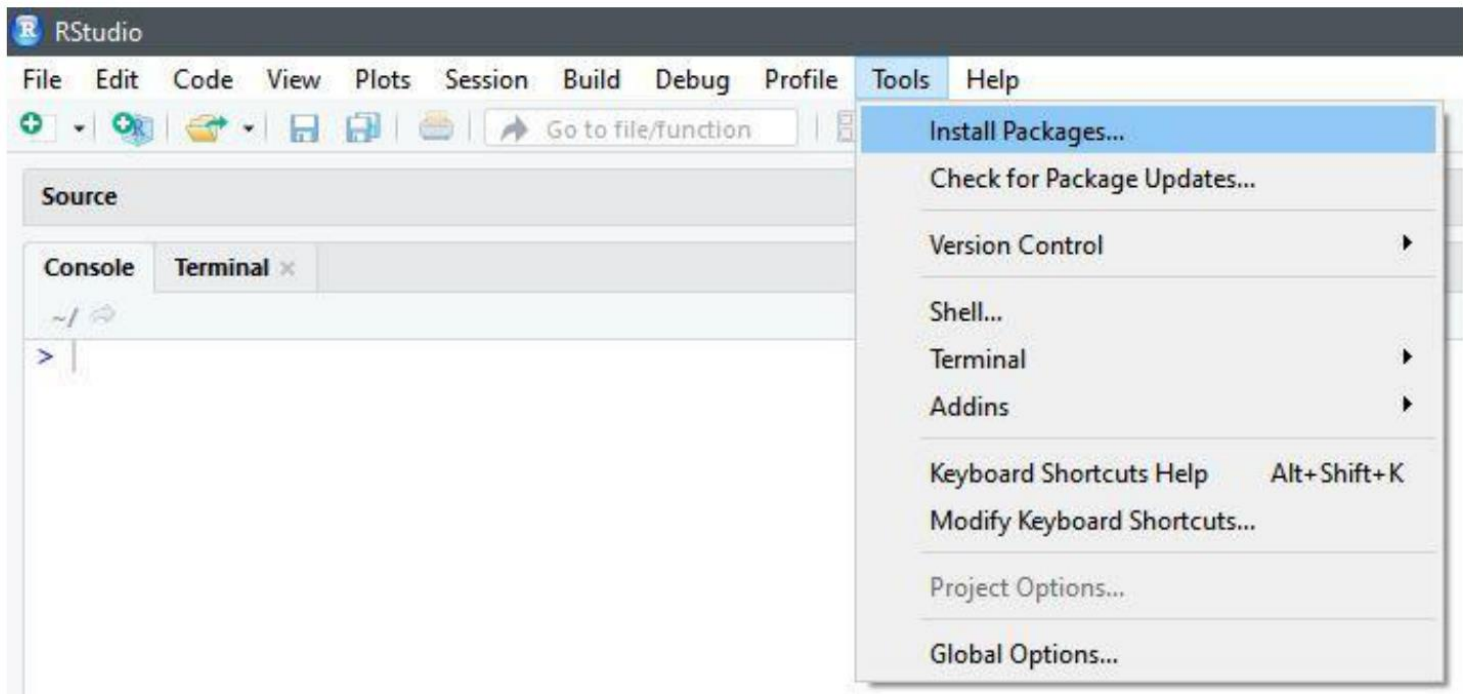 RStudio
File Edit Code View Plots Session Build Debug Profile Tools Help
Go to file/function
Source
Console Terminal ×
~/
>
Install Packages...
Check for Package Updates...
Version Control
Shell...
Terminal
Addins
Keyboard Shortcuts Help Alt+Shift+K
Modify Keyboard Shortcuts...
Project Options...
Global Options...